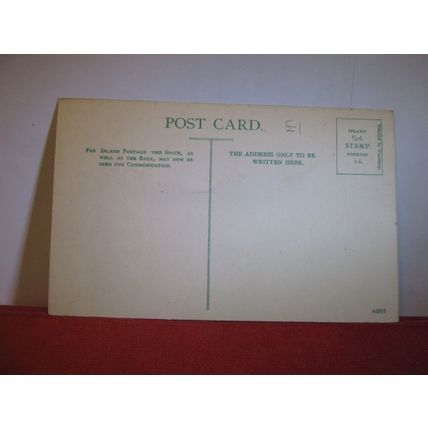 POST CARD.
£1
FOR INLAND POSTAGE THIS SPACE, AS
WELL AS THE BACK, MAY NOW BE
USED FOR COMMUNICATION.
THE ADDRESS ONLY TO BE
WRITTEN HERE.
INLAND
½d.
STAMP.
FOREIGN
1d.